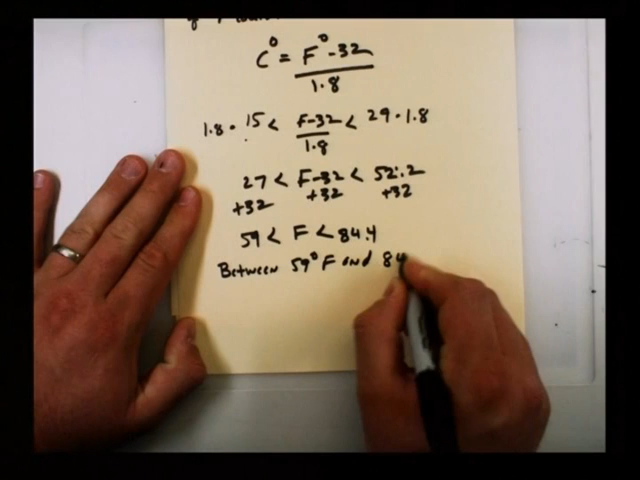 C° = F° - 32
1.8
1.8 · 15 < F-32 < 29 · 1.8
1.8
27 < F-32 < 52.2
+32 +32 +32
59 < F < 84.4
Between 59° F and 84